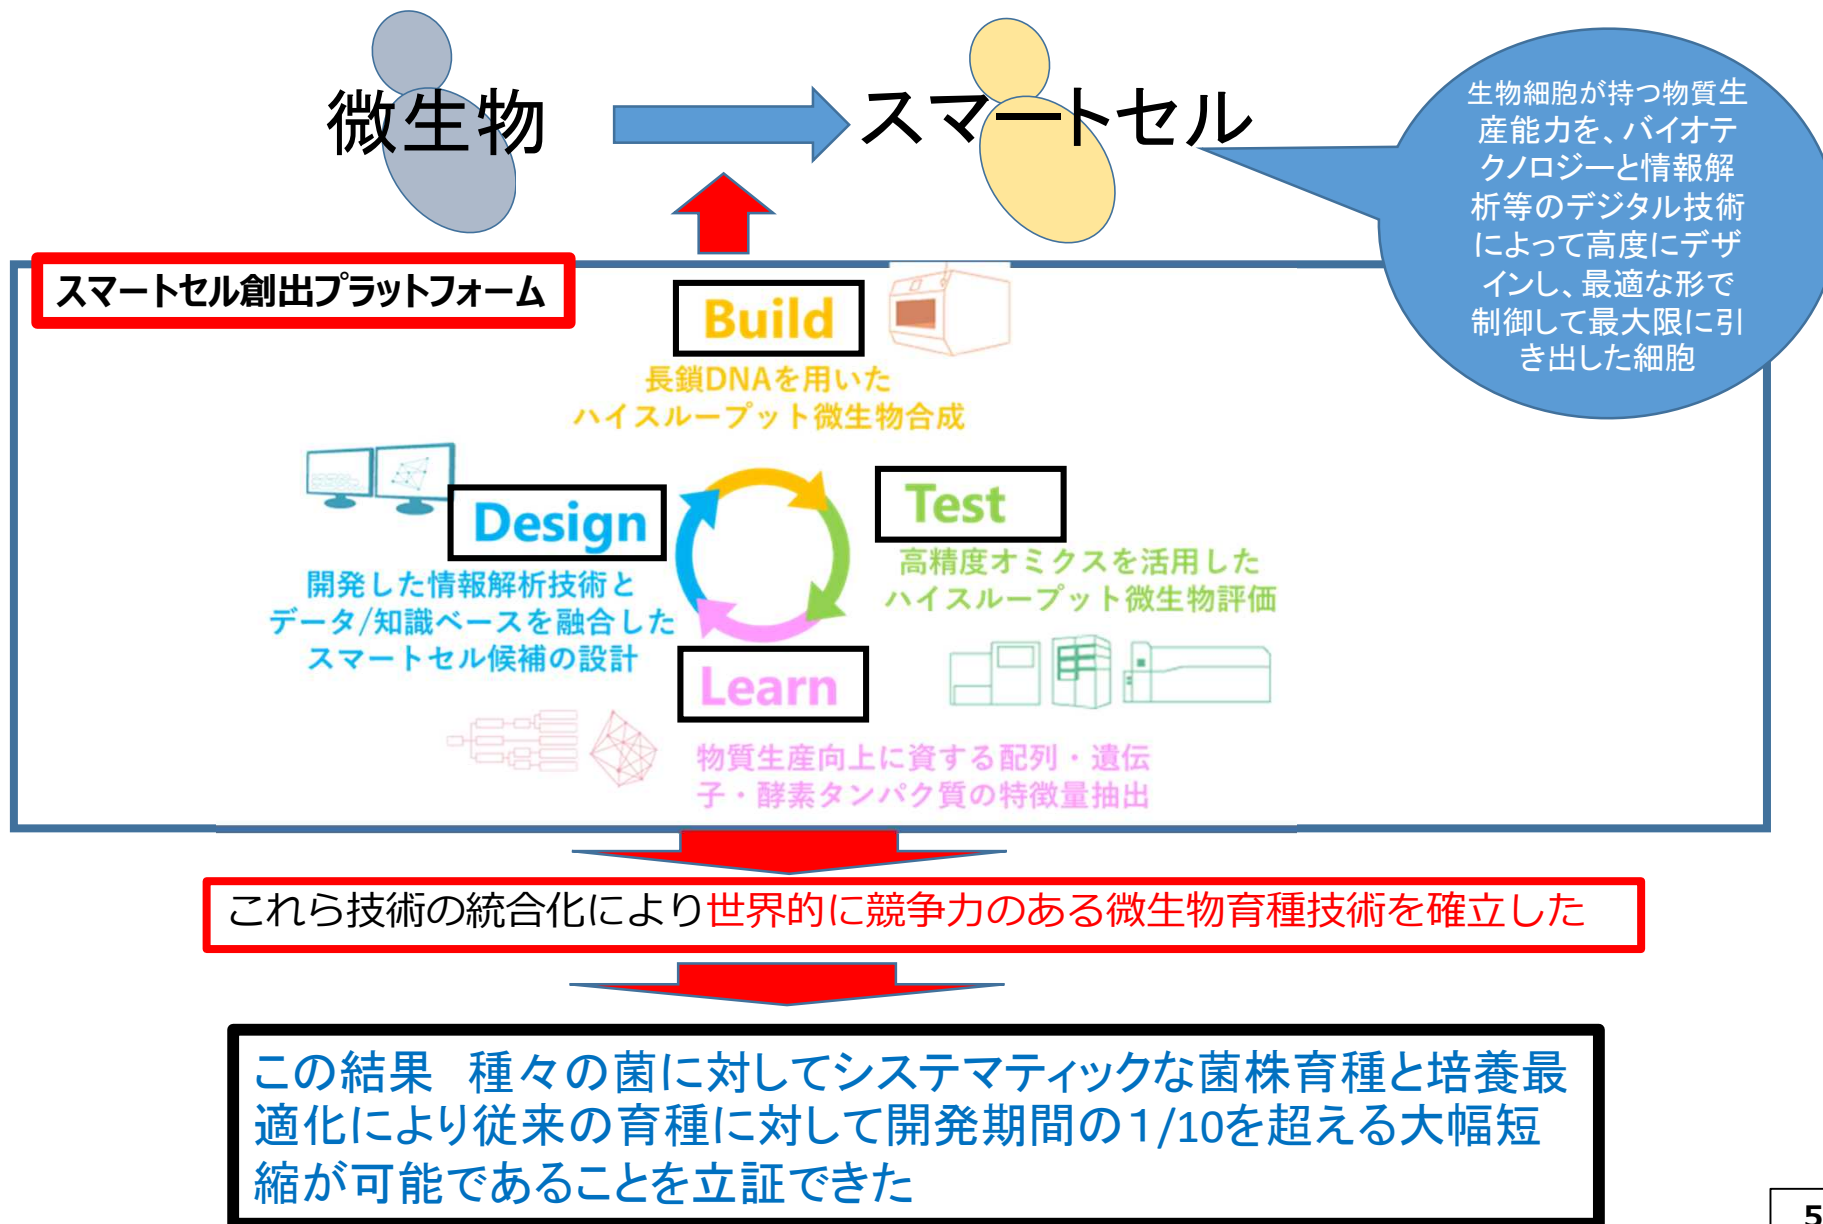 微生物
スマートセル
生物細胞が持つ物質生
産能力を、バイオテ
クノロジーと情報解
析等のデジタル技術
によって高度にデザ
インし、最適な形で
制御して最大限に引
き出した細胞
スマートセル創出プラットフォーム
Build
長鎖DNAを用いた
ハイスループット微生物合成
Design
開発した情報解析技術と
データ/知識ベースを融合した
スマートセル候補の設計
Test
高精度オミクスを活用した
ハイスループット微生物評価
Learn
物質生産向上に資する配列・遺伝
子・酵素タンパク質の特徴量抽出
これら技術の統合化により世界的に競争力のある微生物育種技術を確立した
この結果　種々の菌に対してシステマティックな菌株育種と培養最
適化により従来の育種に対して開発期間の1/10を超える大幅短
縮が可能であることを立証できた
5